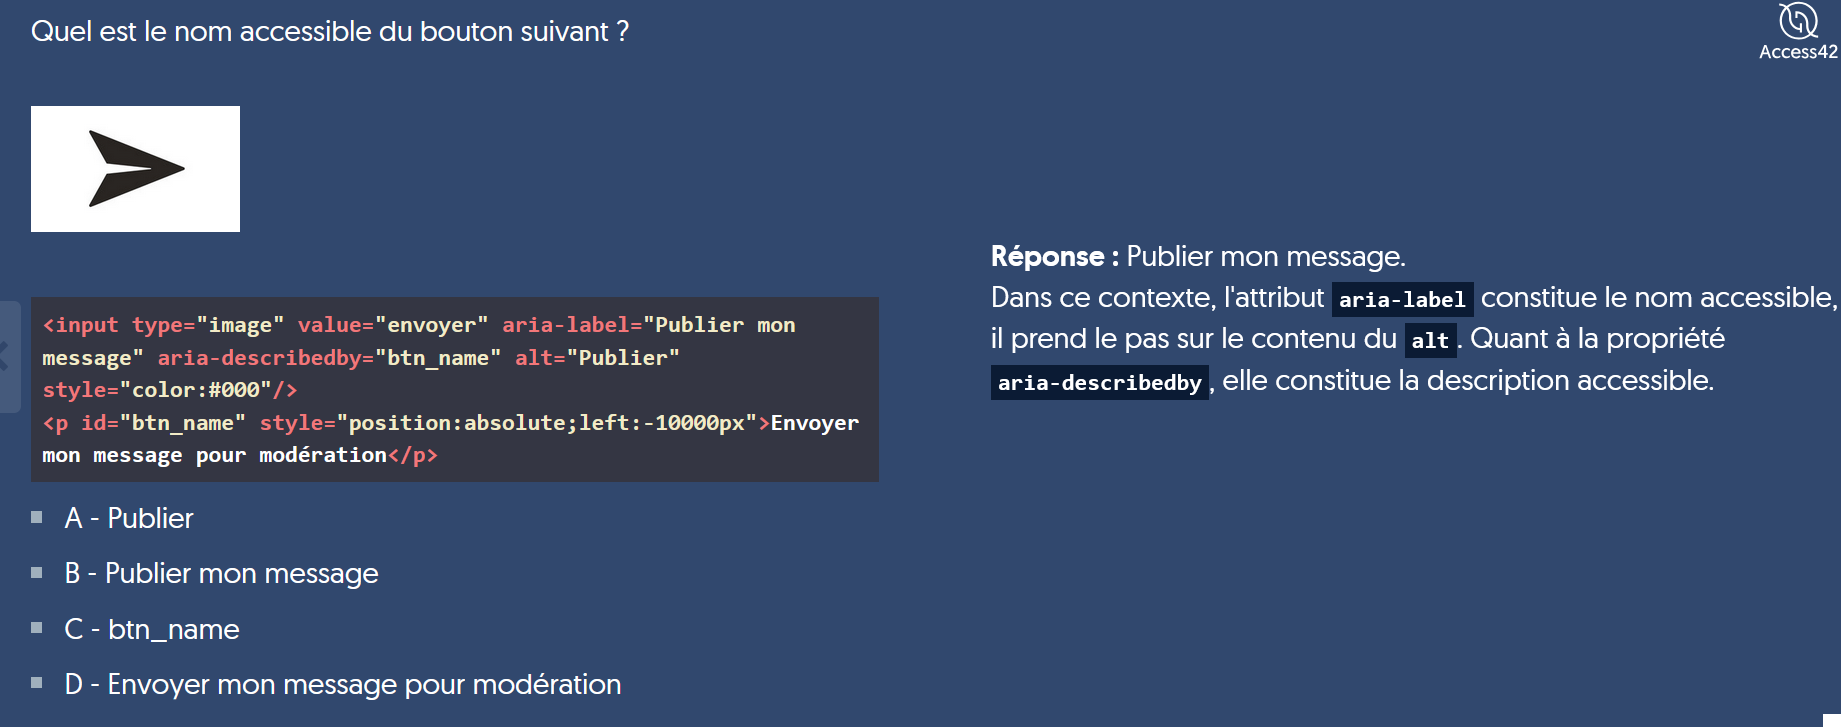 Quel est le nom accessible du bouton suivant ?
Access42
<input type="image" value="envoyer" aria-label="Publier mon
message" aria-describedby="btn_name" alt="Publier"
style="color:#000"/>
<p id="btn_name" style="position:absolute;left:-10000px">Envoyer
mon message pour modération</p>
A - Publier
B - Publier mon message
C - btn_name
D - Envoyer mon message pour modération
Réponse : Publier mon message.
Dans ce contexte, l'attribut aria-label constitue le nom accessible,
il prend le pas sur le contenu du alt. Quant à la propriété
aria-describedby, elle constitue la description accessible.